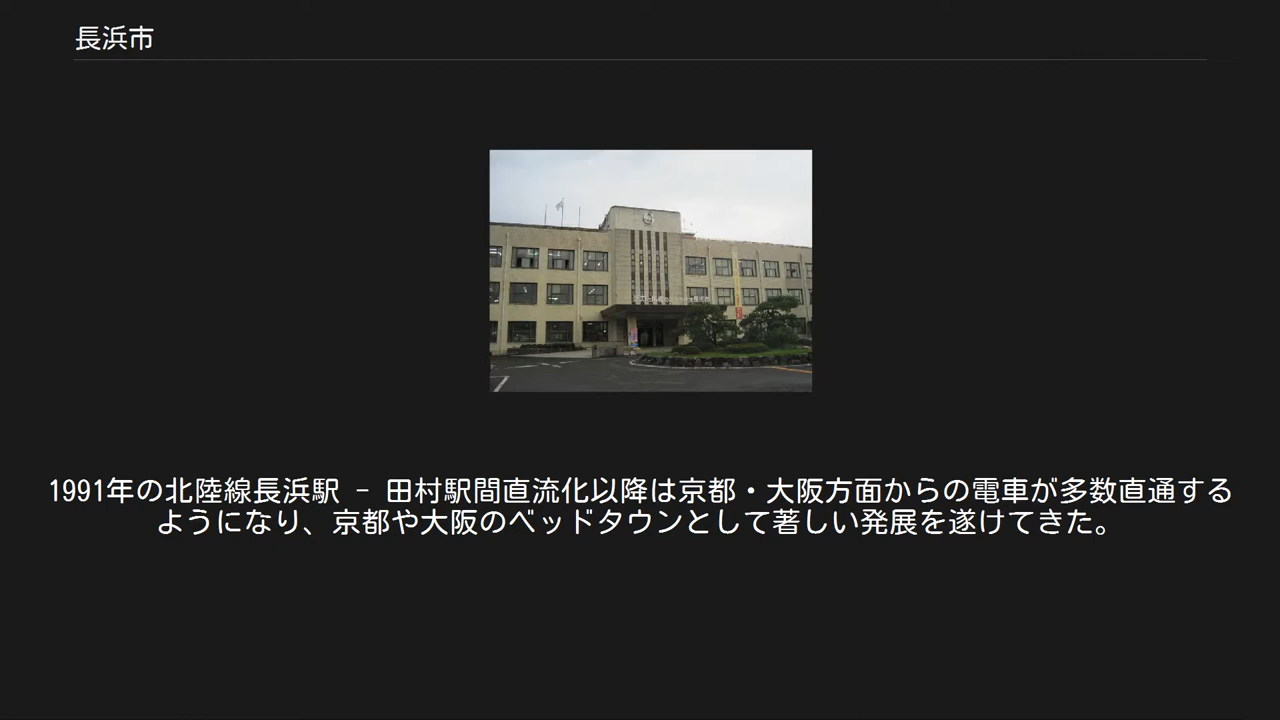 長浜市
1991年の北陸線長浜駅 - 田村駅間直流化以降は京都・大阪方面からの電車が多数直通する
ようになり、京都や大阪のベッドタウンとして著しい発展を遂げてきた。